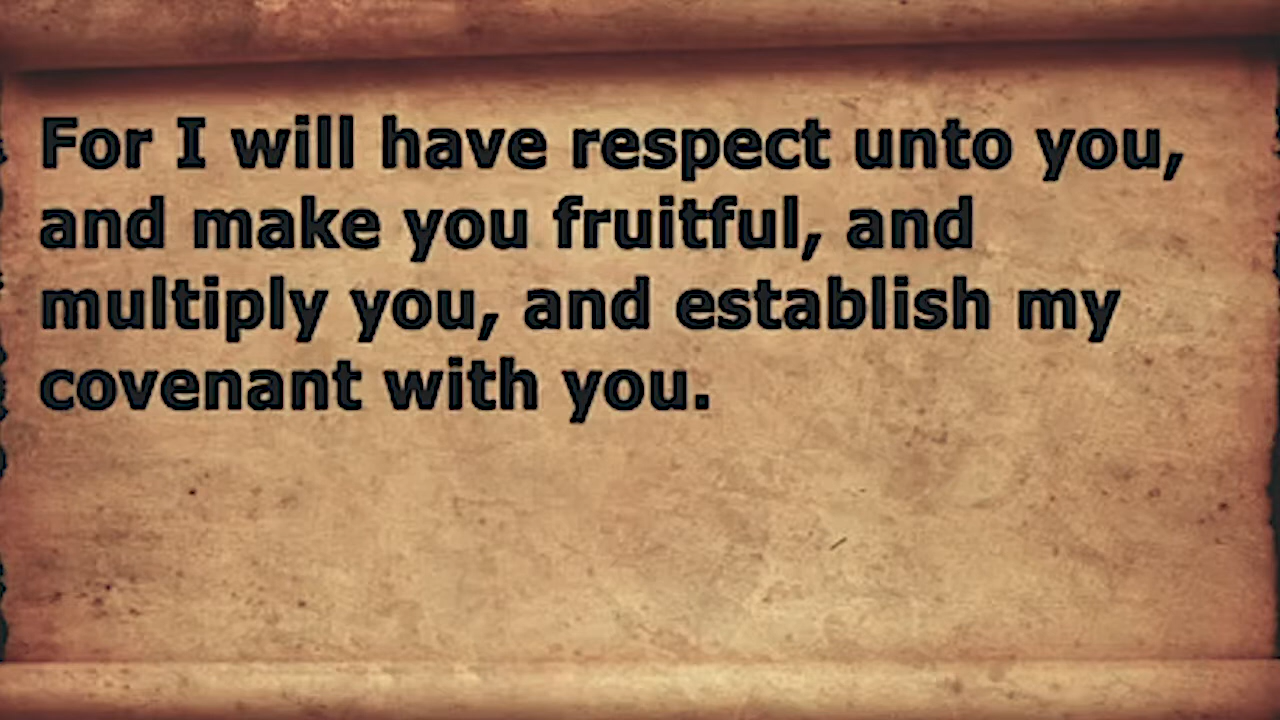 For I will have respect unto you,
and make you fruitful, and
multiply you, and establish my
covenant with you.